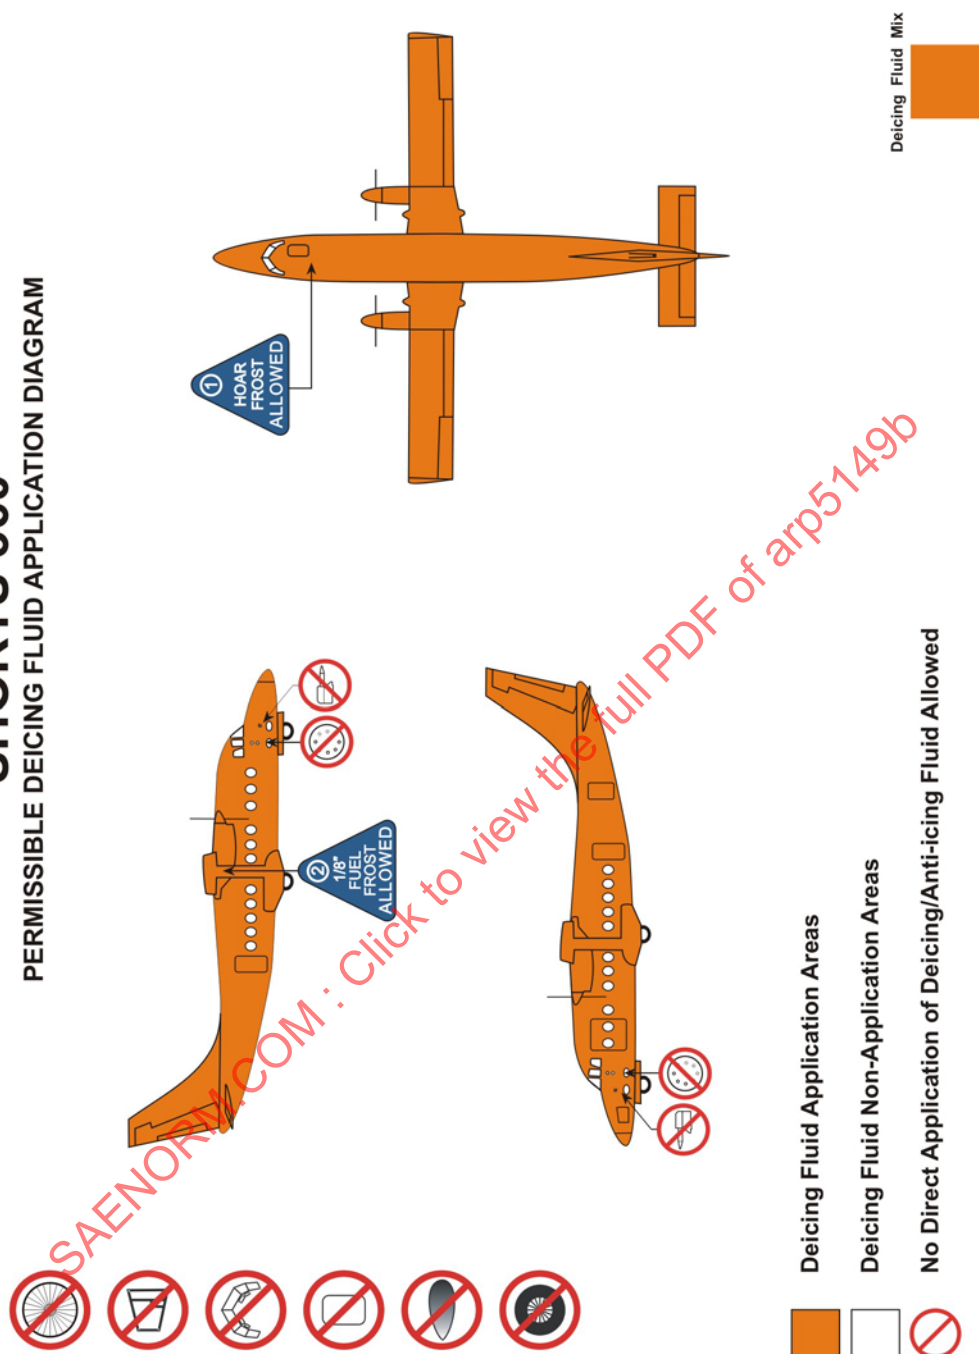 PERMISSIBLE DEICING FLUID APPLICATION DIAGRAM
1
HOAR
FROST
ALLOWED
2
1/8"
FUEL
FROST
ALLOWED
Deicing Fluid Mix
Deicing Fluid Application Areas
Deicing Fluid Non-Application Areas
No Direct Application of Deicing/Anti-icing Fluid Allowed
SAENORM.COM : Click to view the full PDF of arp5149b